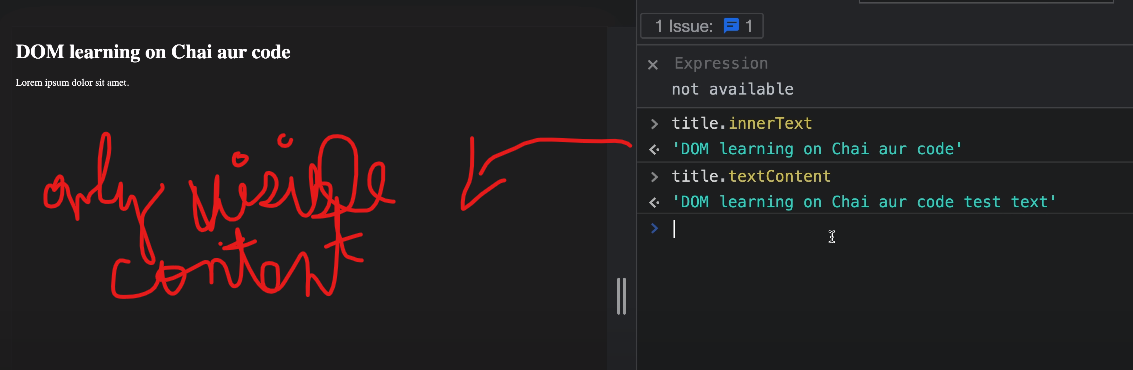 1 Issue: 1
DOM learning on Chai aur code
Lorem ipsum dolor sit amet.
only visible
content
× Expression
not available
> title.innerText
'DOM learning on Chai aur code'
> title.textContent
'DOM learning on Chai aur code test text'
>